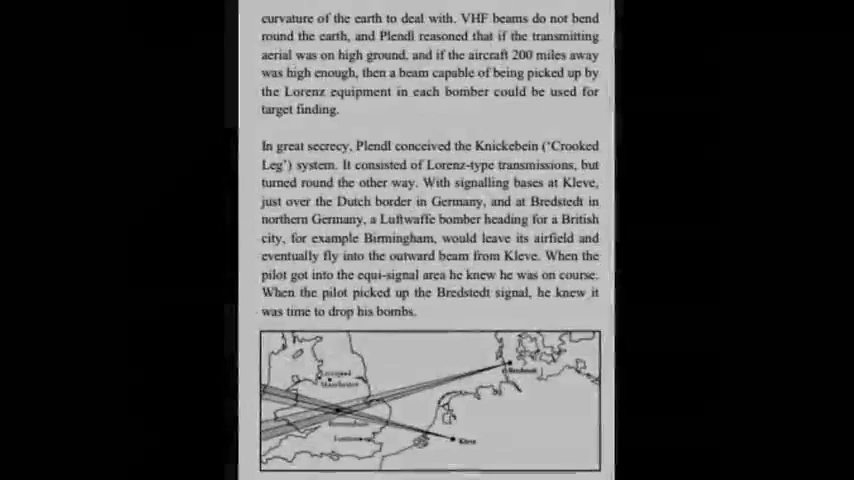 curvature of the earth to deal with. VHF beams do not bend
round the earth, and Plendl reasoned that if the transmitting
aerial was on high ground, and if the aircraft 200 miles away
was high enough, then a beam capable of being picked up by
the Lorenz equipment in each bomber could be used for
target finding.
In great secrecy, Plendl conceived the Knickebein (‘Crooked
Leg’) system. It consisted of Lorenz-type transmissions, but
turned round the other way. With signalling bases at Kleve,
just over the Dutch border in Germany, and at Bredstedt in
northern Germany, a Luftwaffe bomber heading for a British
city, for example Birmingham, would leave its airfield and
eventually fly into the outward beam from Kleve. When the
pilot got into the equi-signal area he knew he was on course.
When the pilot picked up the Bredstedt signal, he knew it
was time to drop his bombs.
Liverpool
Manchester
Bredstedt
Kleve